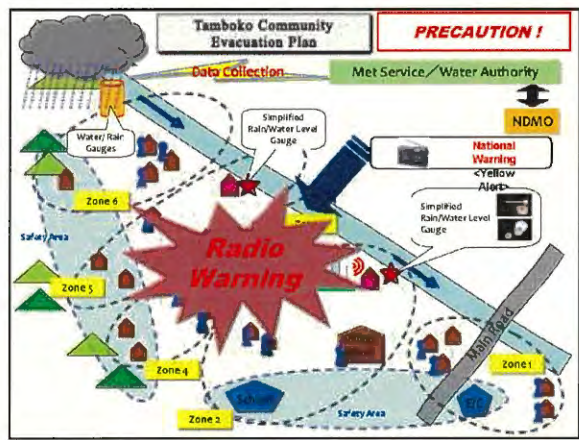 Tamboko Community
Evacuation Plan
PRECAUTION !
Data Collection
Met Service／Water Authority
NDMO
Water/Rain
Gauges
Simplified
Rain/Water Level
Gauge
National
Warning
<Yellow
Alert>
Simplified
Rain/Water Level
Gauge
Zone 6
Safety Area
Radio
Warning
Zone 5
Zone 4
Main Road
Zone 1
School
EIC
Zone 2
Safety Area